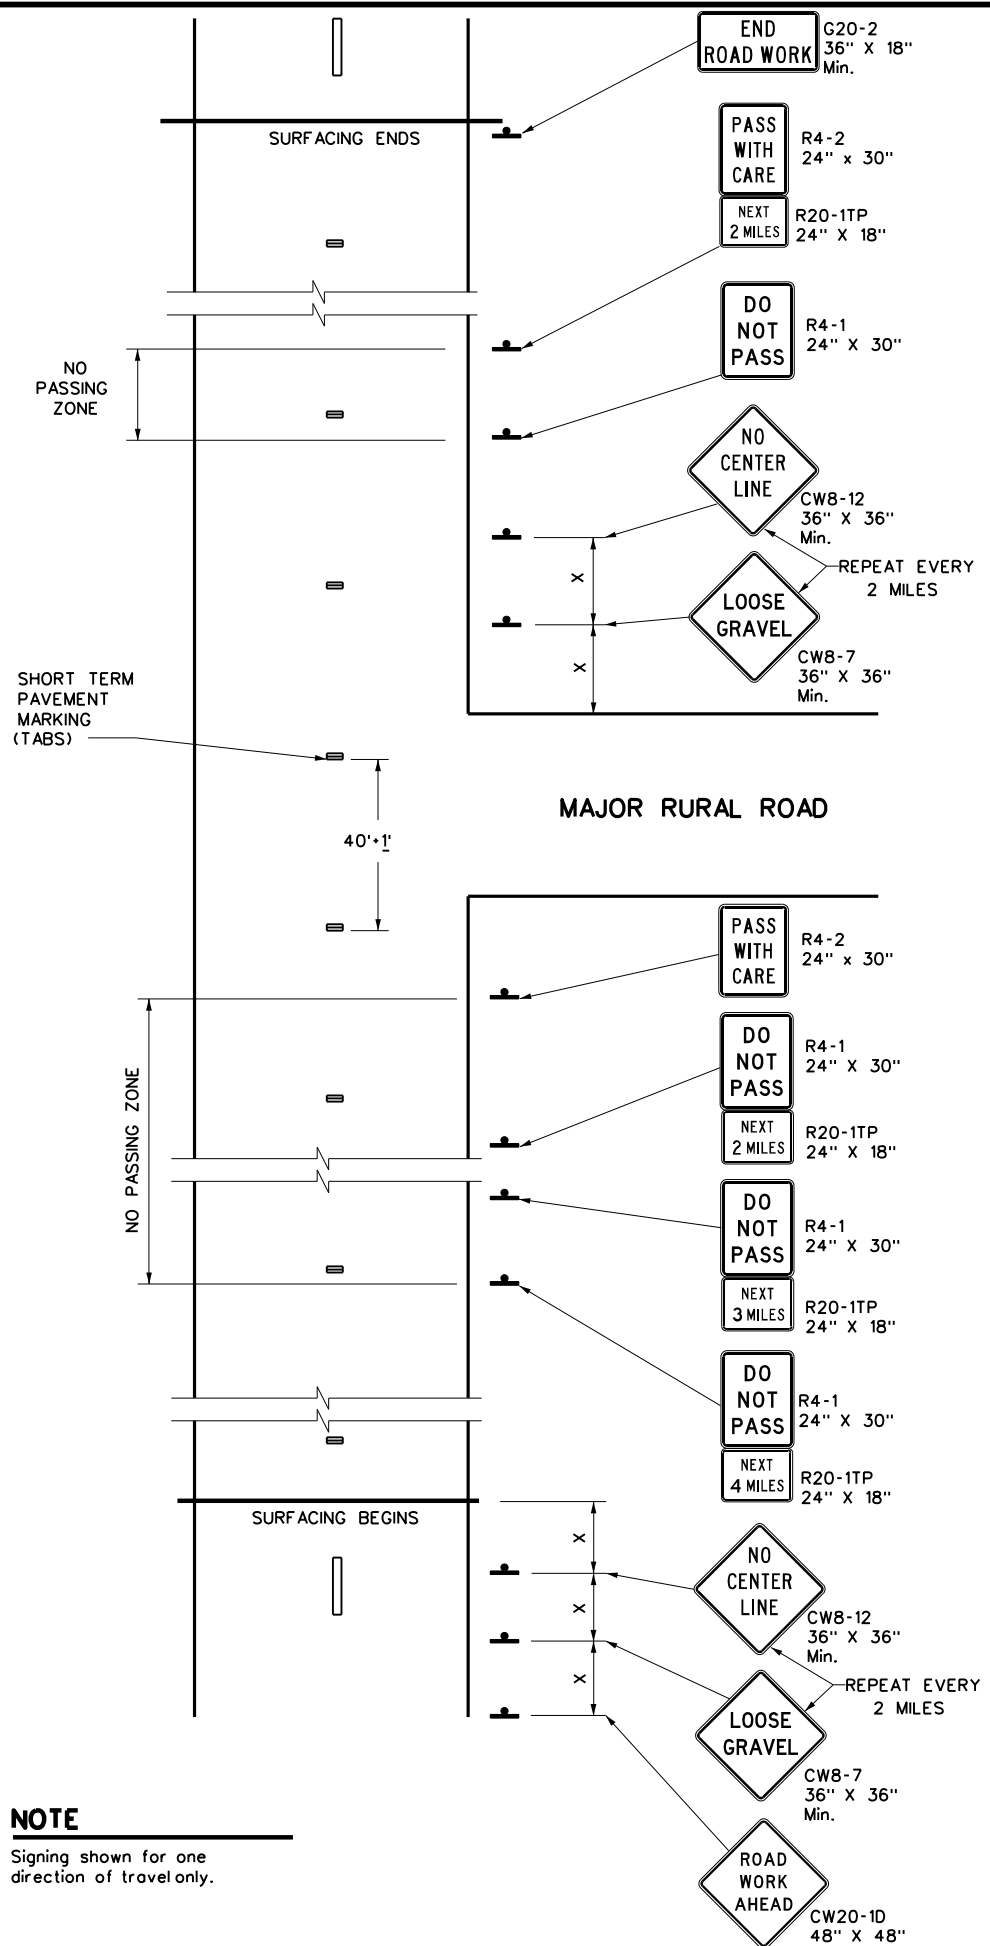 END
ROAD WORK
G20-2
36" X 18"
Min.
SURFACING ENDS
PASS
WITH
CARE
R4-2
24" x 30"
NEXT
2 MILES
R20-1TP
24" X 18"
DO
NOT
PASS
R4-1
24" X 30"
NO
PASSING
ZONE
NO
CENTER
LINE
CW8-12
36" X 36"
Min.
REPEAT EVERY
2 MILES
X
LOOSE
GRAVEL
CW8-7
36" X 36"
Min.
X
SHORT TERM
PAVEMENT
MARKING
(TABS)
40'+1'
MAJOR RURAL ROAD
PASS
WITH
CARE
R4-2
24" x 30"
NO PASSING ZONE
DO
NOT
PASS
R4-1
24" X 30"
NEXT
2 MILES
R20-1TP
24" X 18"
DO
NOT
PASS
R4-1
24" X 30"
NEXT
3 MILES
R20-1TP
24" X 18"
DO
NOT
PASS
R4-1
24" X 30"
NEXT
4 MILES
R20-1TP
24" X 18"
SURFACING BEGINS
X
NO
CENTER
LINE
CW8-12
36" X 36"
Min.
X
REPEAT EVERY
2 MILES
X
LOOSE
GRAVEL
CW8-7
36" X 36"
Min.
ROAD
WORK
AHEAD
CW20-1D
48" X 48"
NOTE
Signing shown for one
direction of travel only.